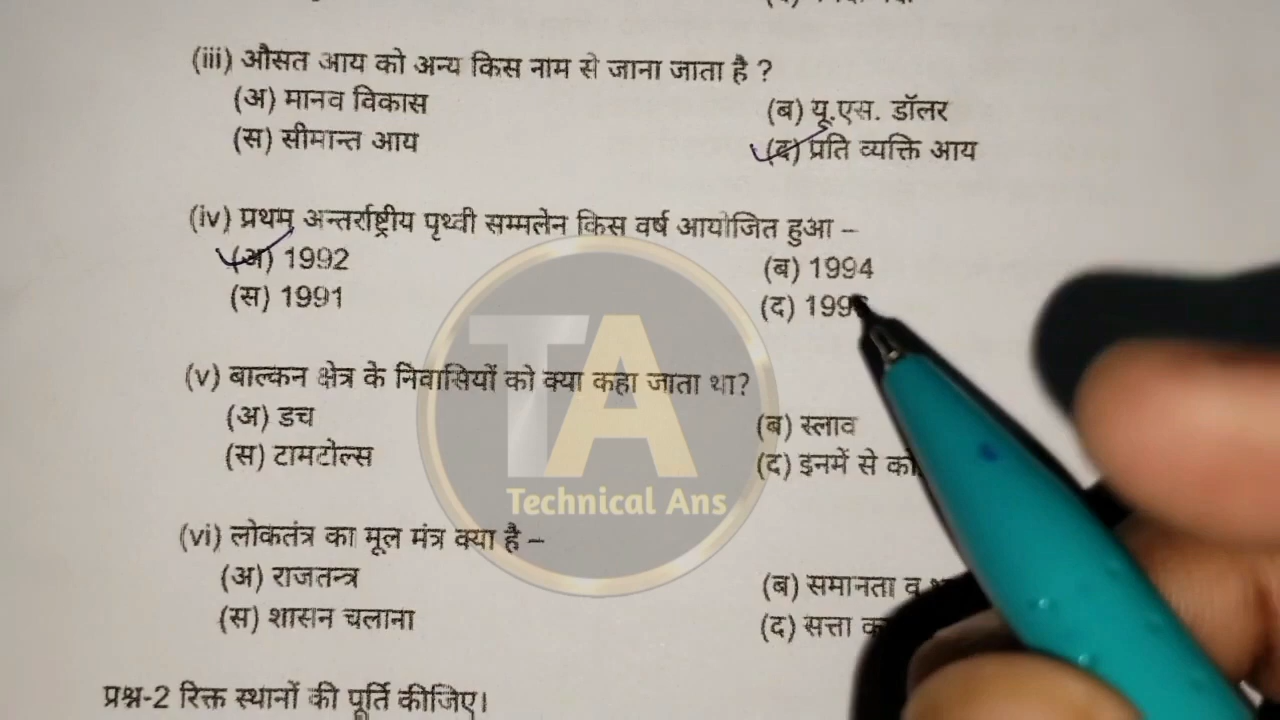 (iii) औसत आय को अन्य किस नाम से जाना जाता है ?
(अ) मानव विकास
(ब) यू.एस. डॉलर
(स) सीमान्त आय
(द) प्रति व्यक्ति आय
(iv) प्रथम अन्तर्राष्ट्रीय पृथ्वी सम्मलेन किस वर्ष आयोजित हुआ –
(अ) 1992
(ब) 1994
(स) 1991
(द)
(v) बाल्कन क्षेत्र के निवासियों को क्या कहा जाता था?
(अ) डच
(ब) स्लाव
(स) टामटोल्स
(द) इनमें से
TA
Technical Ans
(vi) लोकतंत्र का मूल मंत्र क्या है –
(अ) राजतन्त्र
(ब) समानता व
(स) शासन चलाना
(द) सत्ता
प्रश्न-2 रिक्त स्थानों की पूर्ति कीजिए।